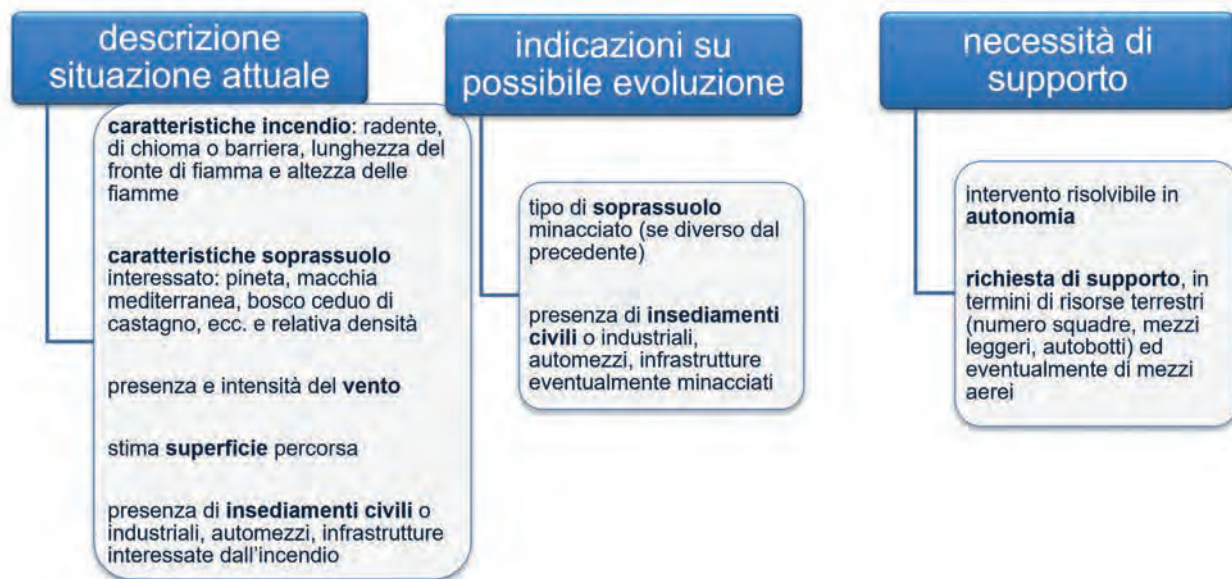 descrizione
situazione attuale
caratteristiche incendio: radente,
di chioma o barriera, lunghezza del
fronte di fiamma e altezza delle
fiamme
caratteristiche soprassuolo
interessato: pineta, macchia
mediterranea, bosco ceduo di
castagno, ecc. e relativa densità
presenza e intensità del vento
stima superficie percorsa
presenza di insediamenti civili o
industriali, automezzi, infrastrutture
interessate dall'incendio
indicazioni su
possibile evoluzione
tipo di soprassuolo
minacciato (se diverso dal
precedente)
presenza di insediamenti
civili o industriali,
automezzi, infrastrutture
eventualmente minacciati
necessità di
supporto
intervento risolvibile in
autonomia
richiesta di supporto, in
termini di risorse terrestri
(numero squadre, mezzi
leggeri, autobotti) ed
eventualmente di mezzi
aerei